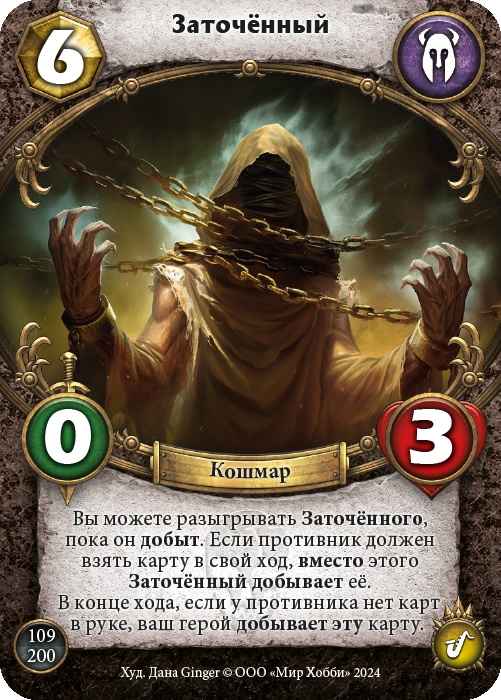 Заточённый
6
0
3
Кошмар
Вы можете разыгрывать Заточённого,
пока он добыт. Если противник должен
взять карту в свой ход, вместо этого
Заточённый добывает её.
В конце хода, если у противника нет карт
в руке, ваш герой добывает эту карту.
109
200
Худ. Дана Ginger © ООО «Мир Хобби» 2024